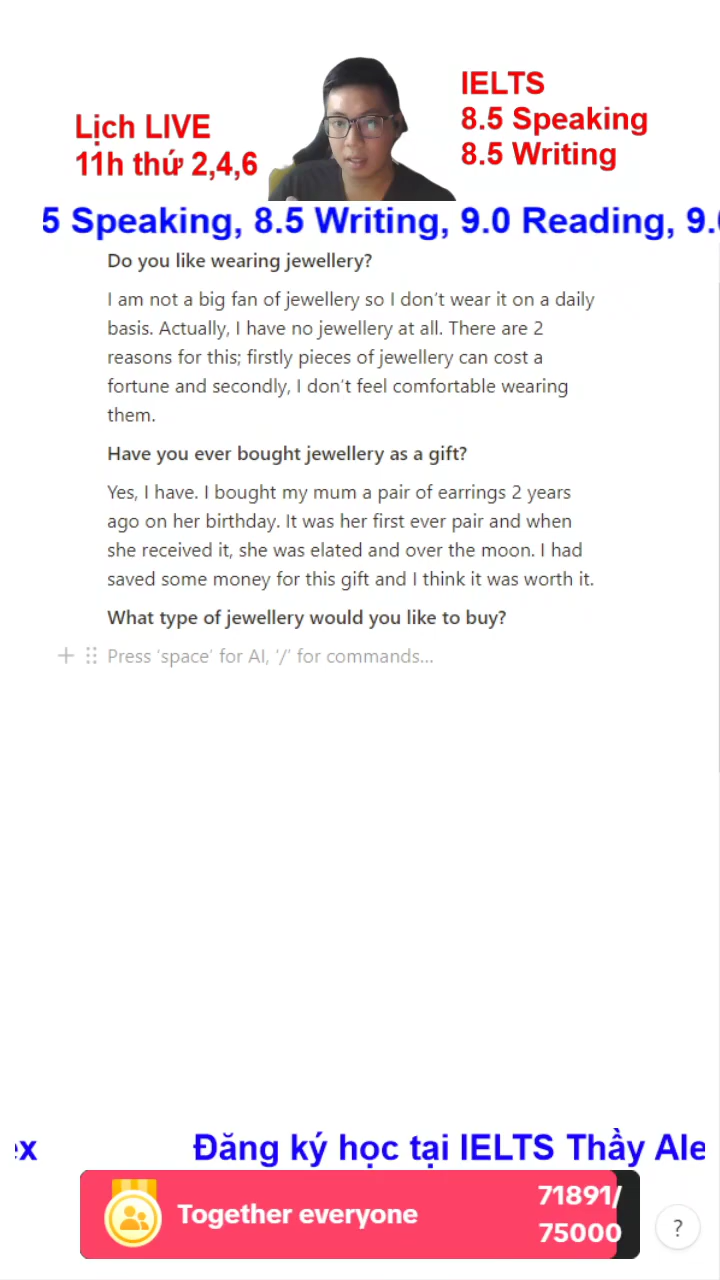 Lịch LIVE
11h thứ 2,4,6
IELTS
8.5 Speaking
8.5 Writing
5 Speaking, 8.5 Writing, 9.0 Reading, 9.
Do you like wearing jewellery?
I am not a big fan of jewellery so I don't wear it on a daily
basis. Actually, I have no jewellery at all. There are 2
reasons for this; firstly pieces of jewellery can cost a
fortune and secondly, I don't feel comfortable wearing
them.
Have you ever bought jewellery as a gift?
Yes, I have. I bought my mum a pair of earrings 2 years
ago on her birthday. It was her first ever pair and when
she received it, she was elated and over the moon. I had
saved some money for this gift and I think it was worth it.
What type of jewellery would you like to buy?
Press 'space' for AI, '/' for commands...
ex Đăng ký học tại IELTS Thầy Ale
Together everyone
71891/
75000
?